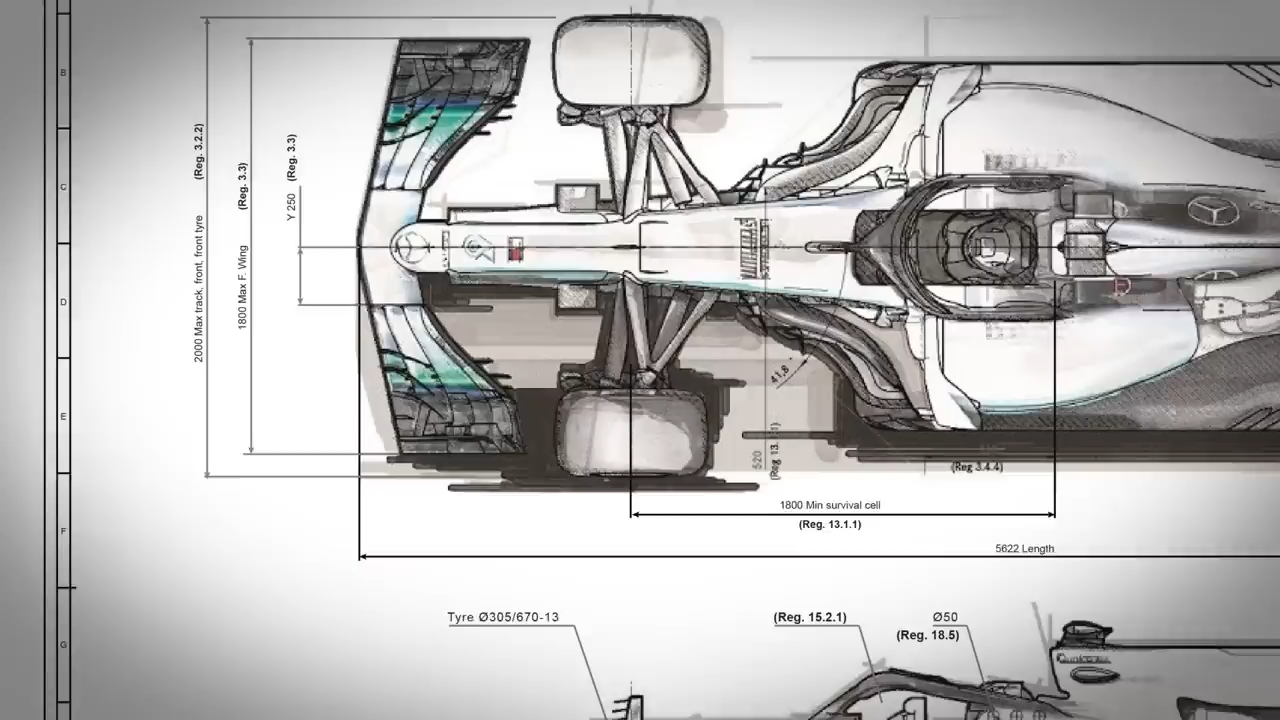 B
C
D
E
F
G
2000 Max track, front, front tyre (Reg. 3.2.2)
1800 Max F. Wing (Reg. 3.3)
Y 250 (Reg. 3.3)
41,8
520
(Reg 3.4.4)
1800 Min survival cell
(Reg. 13.1.1)
5622 Length
Tyre Ø305/670-13
(Reg. 15.2.1)
Ø50
(Reg. 18.5)
Qualcomm